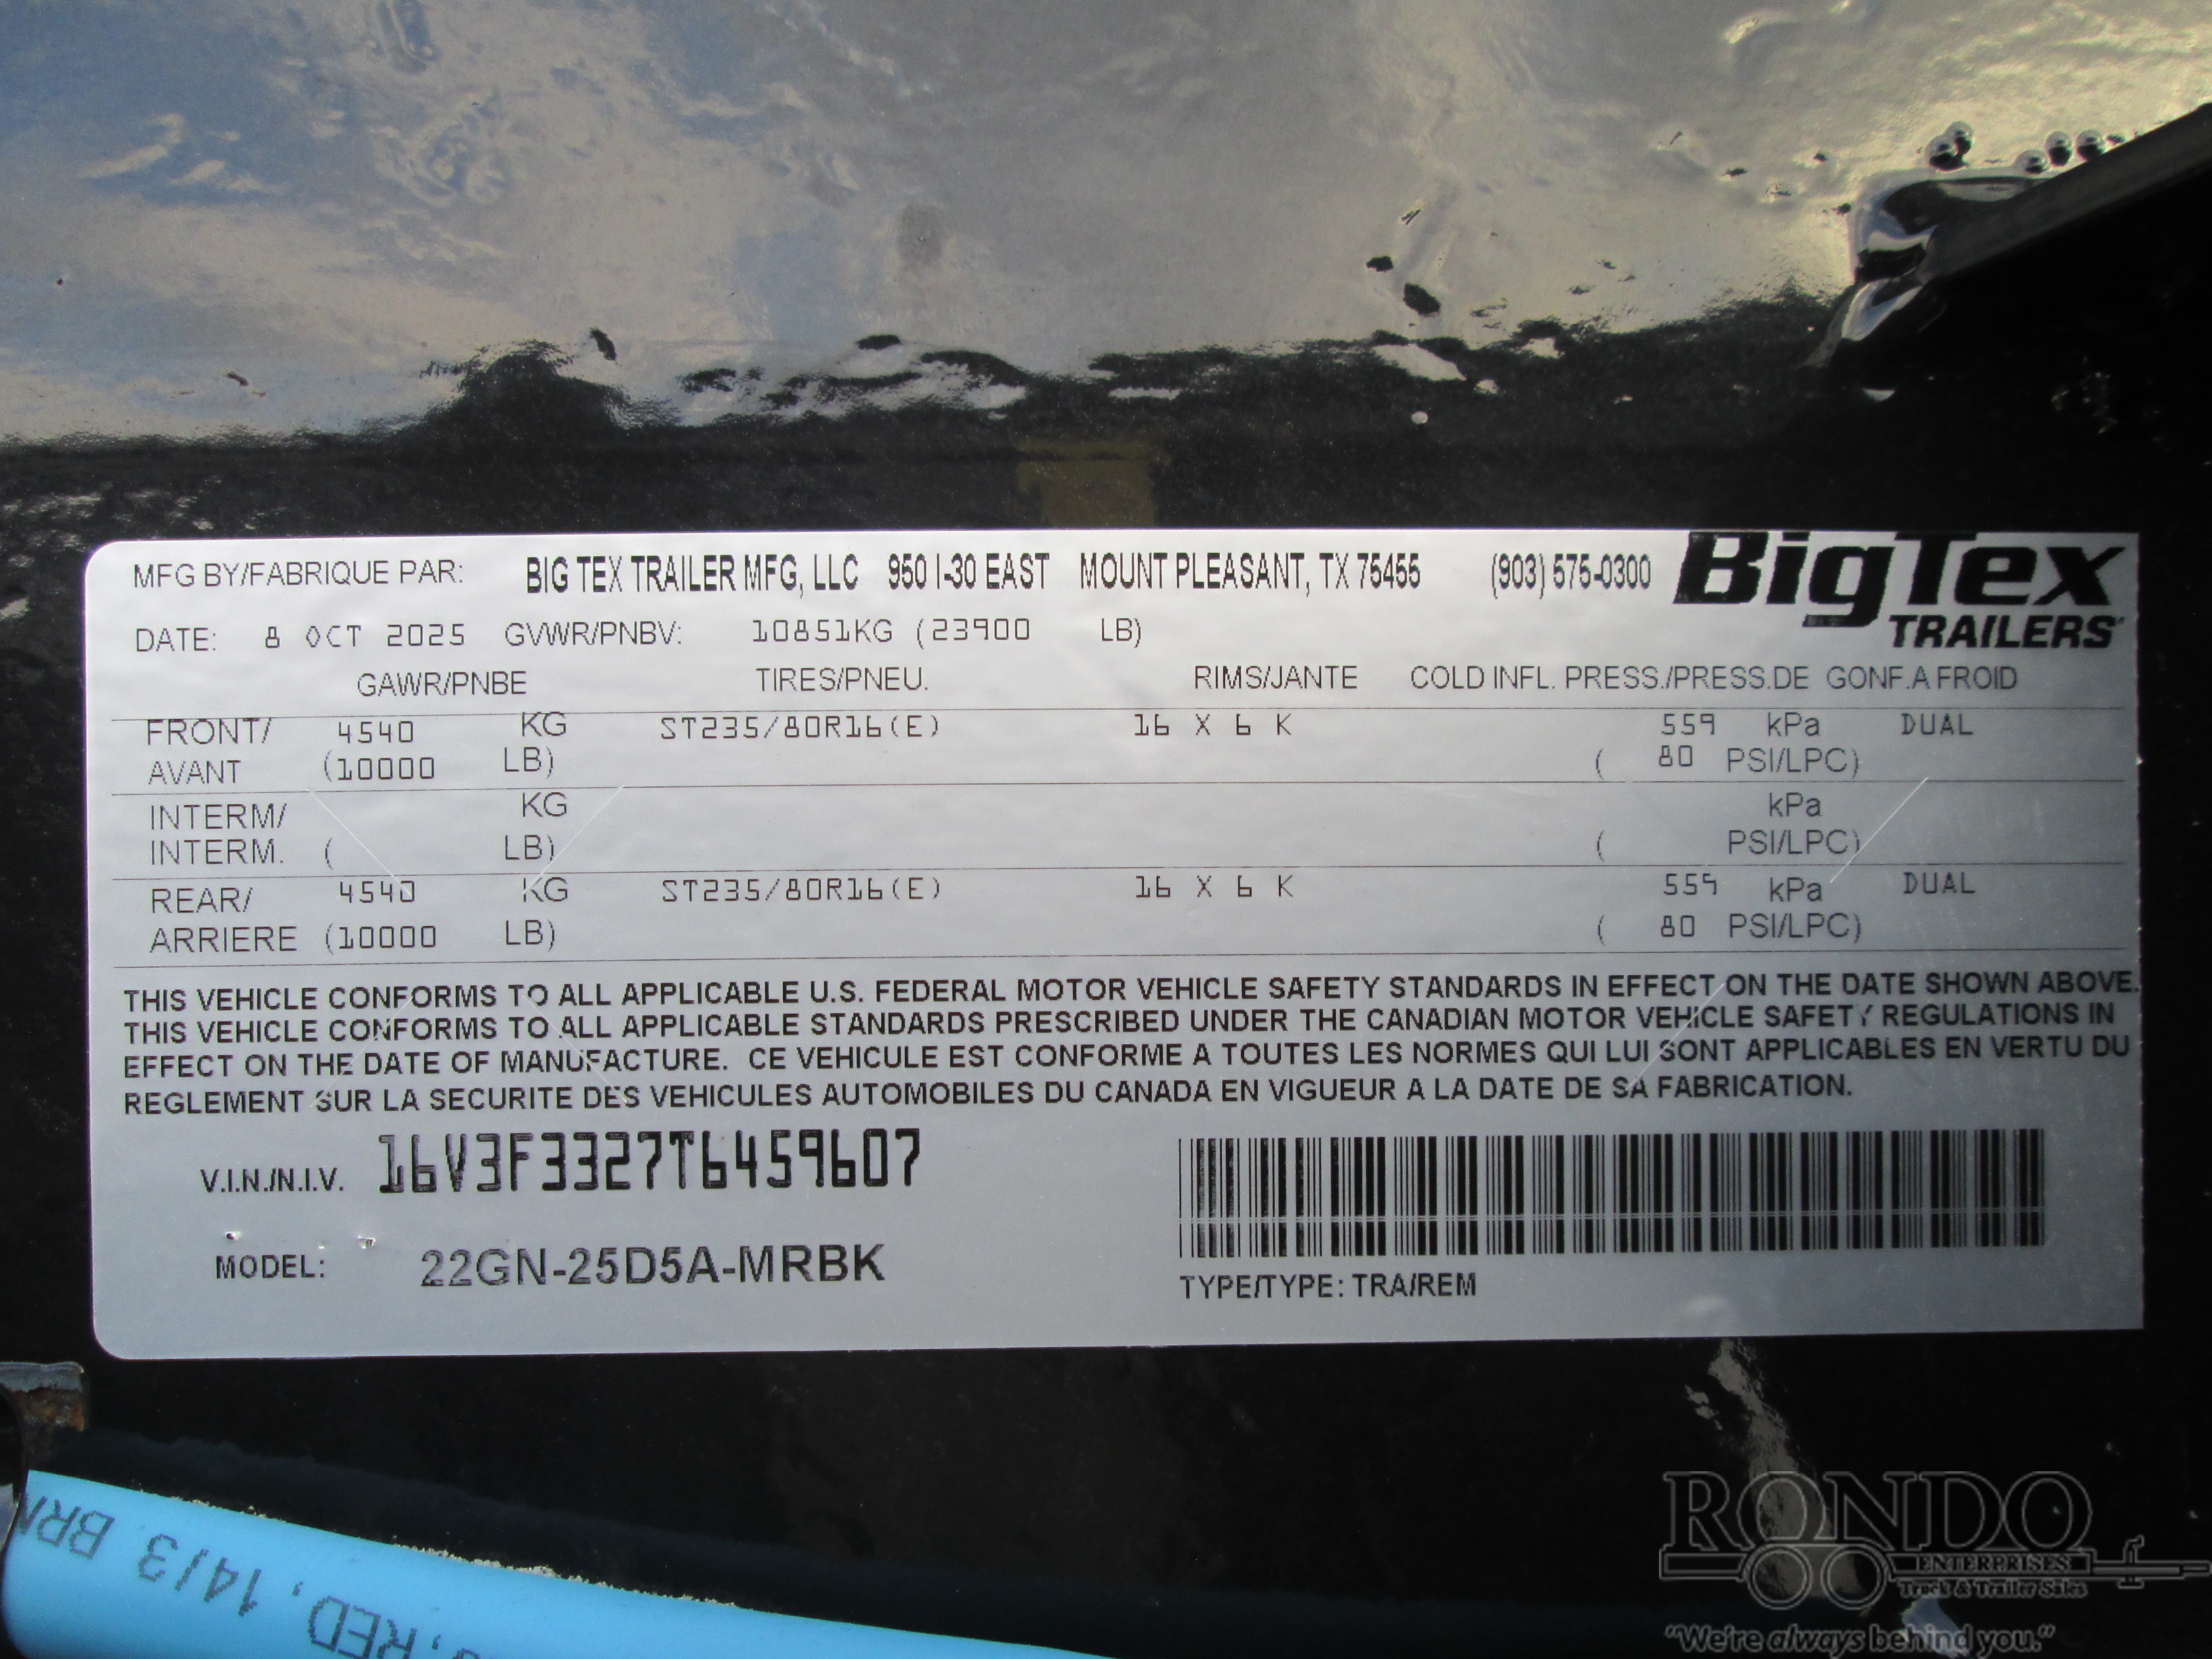 MFG BY/FABRIQUE PAR: BIG TEX TRAILER MFG, LLC 950 I-30 EAST MOUNT PLEASANT, TX 75455 (903) 575-0300 BigTex
TRAILERS
DATE: 8 OCT 2025 GVWR/PNBV: 10851KG (23900 LB)
GAWR/PNBE TIRES/PNEU. RIMS/JANTE COLD INFL. PRESS./PRESS.DE GONF.A FROID
FRONT/ 4540 KG ST235/80R16(E) 16 X 6 K 559 kPa DUAL
AVANT (10000 LB) ( 80 PSI/LPC)
INTERM/ KG kPa
INTERM. ( LB) ( PSI/LPC)
REAR/ 4540 KG ST235/80R16(E) 16 X 6 K 559 kPa DUAL
ARRIERE (10000 LB) ( 80 PSI/LPC)
THIS VEHICLE CONFORMS TO ALL APPLICABLE U.S. FEDERAL MOTOR VEHICLE SAFETY STANDARDS IN EFFECT ON THE DATE SHOWN ABOVE.
THIS VEHICLE CONFORMS TO ALL APPLICABLE STANDARDS PRESCRIBED UNDER THE CANADIAN MOTOR VEHICLE SAFETY REGULATIONS IN
EFFECT ON THE DATE OF MANUFACTURE. CE VEHICULE EST CONFORME A TOUTES LES NORMES QUI LUI SONT APPLICABLES EN VERTU DU
REGLEMENT SUR LA SECURITE DES VEHICULES AUTOMOBILES DU CANADA EN VIGUEUR A LA DATE DE SA FABRICATION.
V.I.N./N.I.V. 16V3F3327T6459607
MODEL: 22GN-25D5A-MRBK
TYPE/TYPE: TRA/REM
RED, 14/3 BR
RONDO
ENTERPRISES
Truck & Trailer Sales
"We're always behind you."